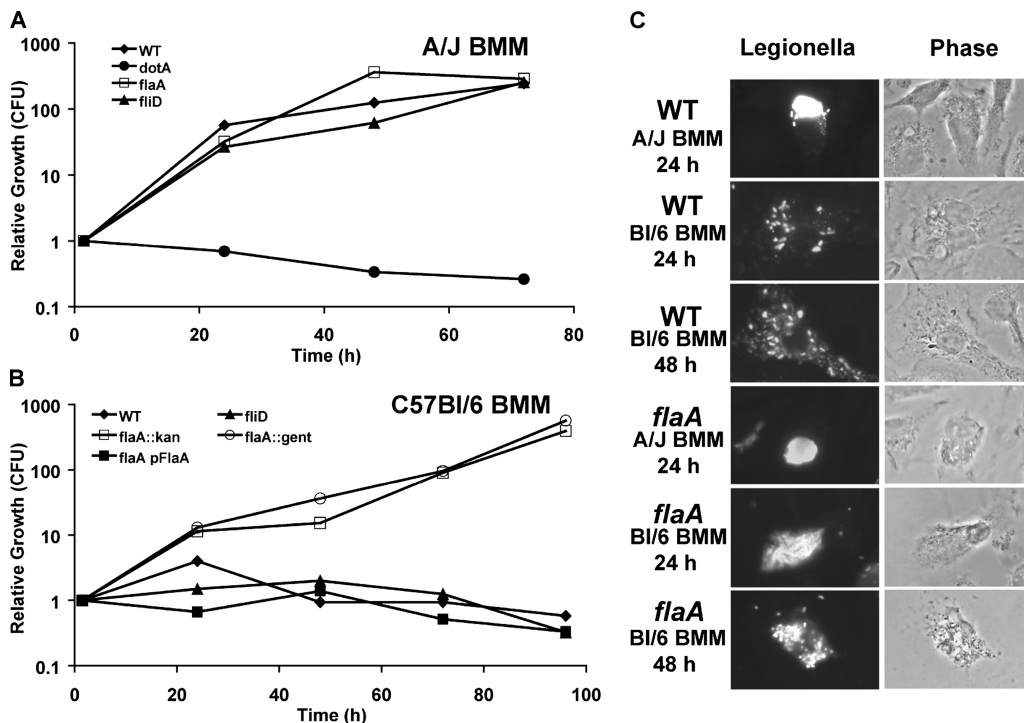 A
A/J BMM
WT
dotA
flaA
fliD
1000
100
10
1
0.1
0 20 40 60 80
Relative Growth (CFU)
Time (h)
B
C57Bl/6 BMM
WT fliD
flaA::kan flaA::gent
flaA pFlaA
1000
100
10
1
0.1
0 20 40 60 80 100
Relative Growth (CFU)
Time (h)
C
Legionella Phase
WT
A/J BMM
24 h
WT
Bl/6 BMM
24 h
WT
Bl/6 BMM
48 h
flaA
A/J BMM
24 h
flaA
Bl/6 BMM
24 h
flaA
Bl/6 BMM
48 h